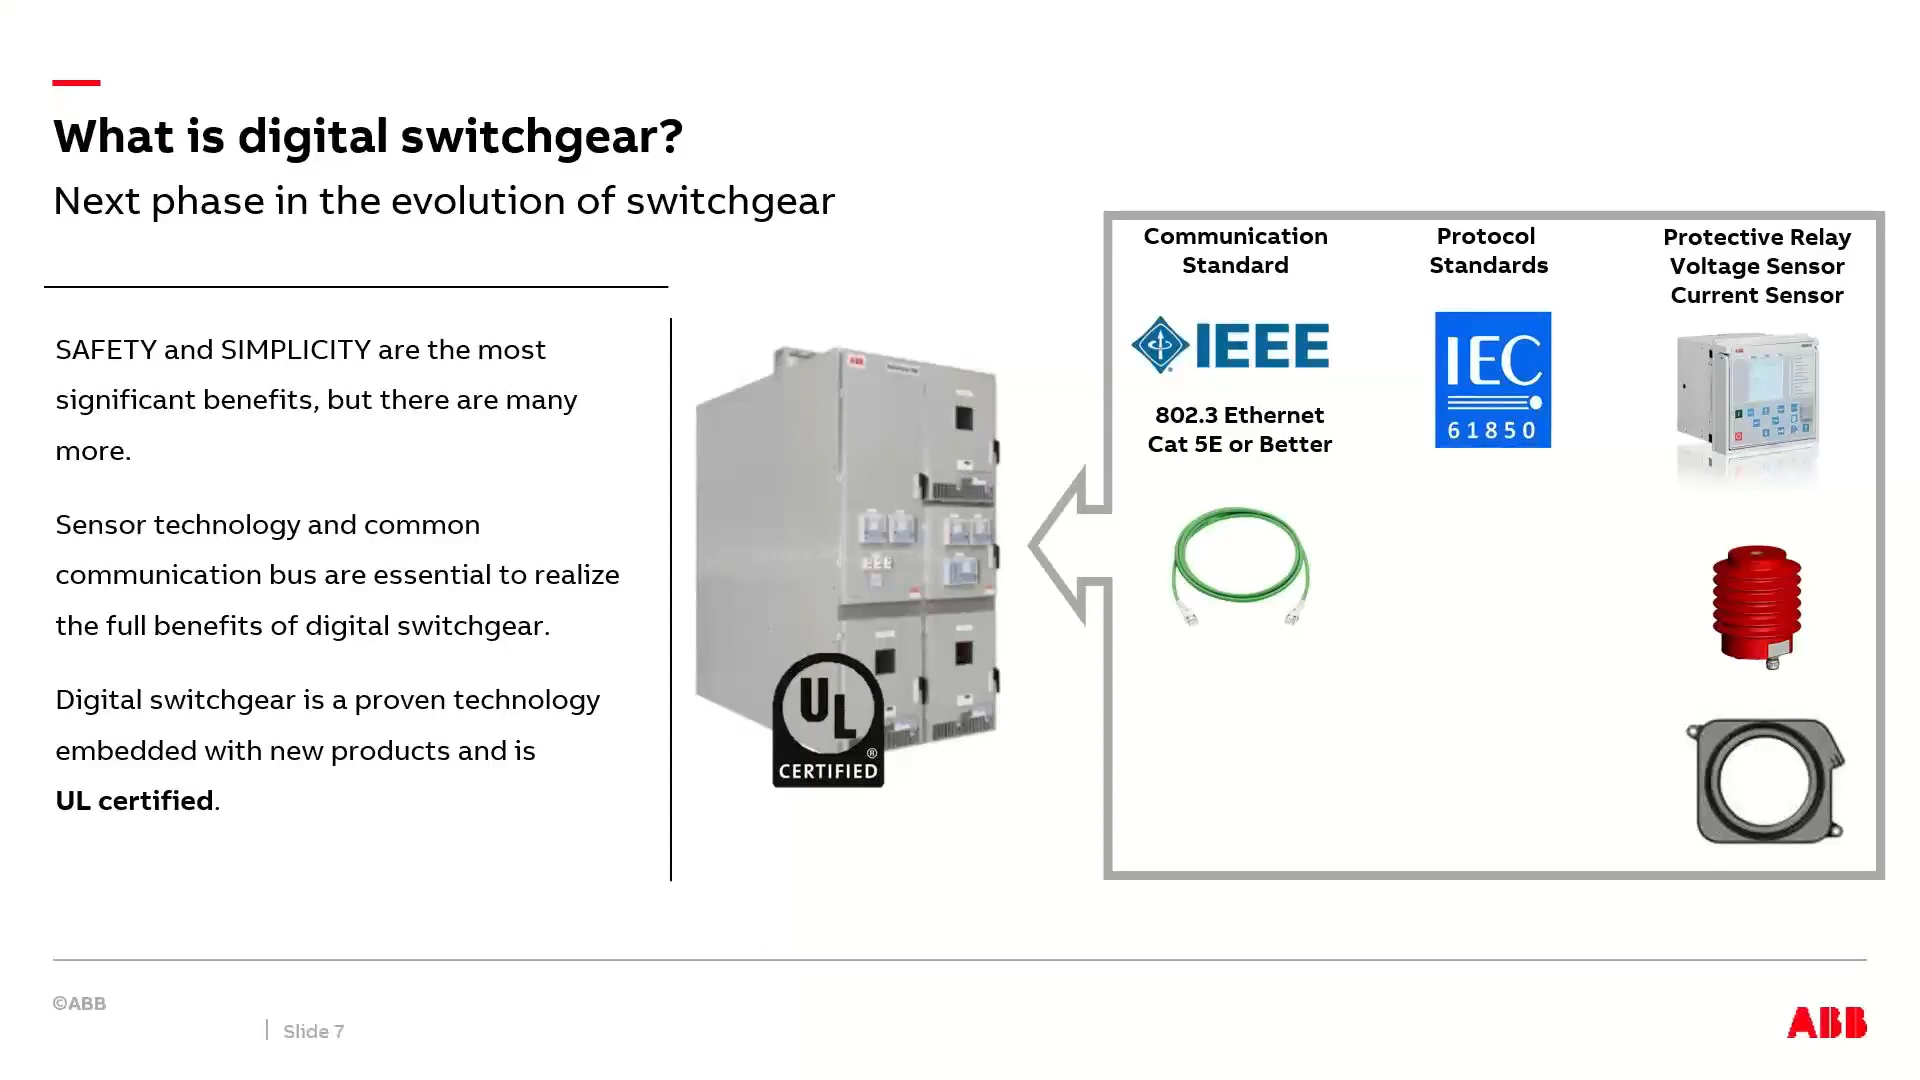 What is digital switchgear?
Next phase in the evolution of switchgear
SAFETY and SIMPLICITY are the most
significant benefits, but there are many
more.
Sensor technology and common
communication bus are essential to realize
the full benefits of digital switchgear.
Digital switchgear is a proven technology
embedded with new products and is
UL certified.
ABB
UL
®
CERTIFIED
Communication
Standard
IEEE
802.3 Ethernet
Cat 5E or Better
Protocol
Standards
IEC
61850
Protective Relay
Voltage Sensor
Current Sensor
ABB
©ABB
Slide 7
ABB